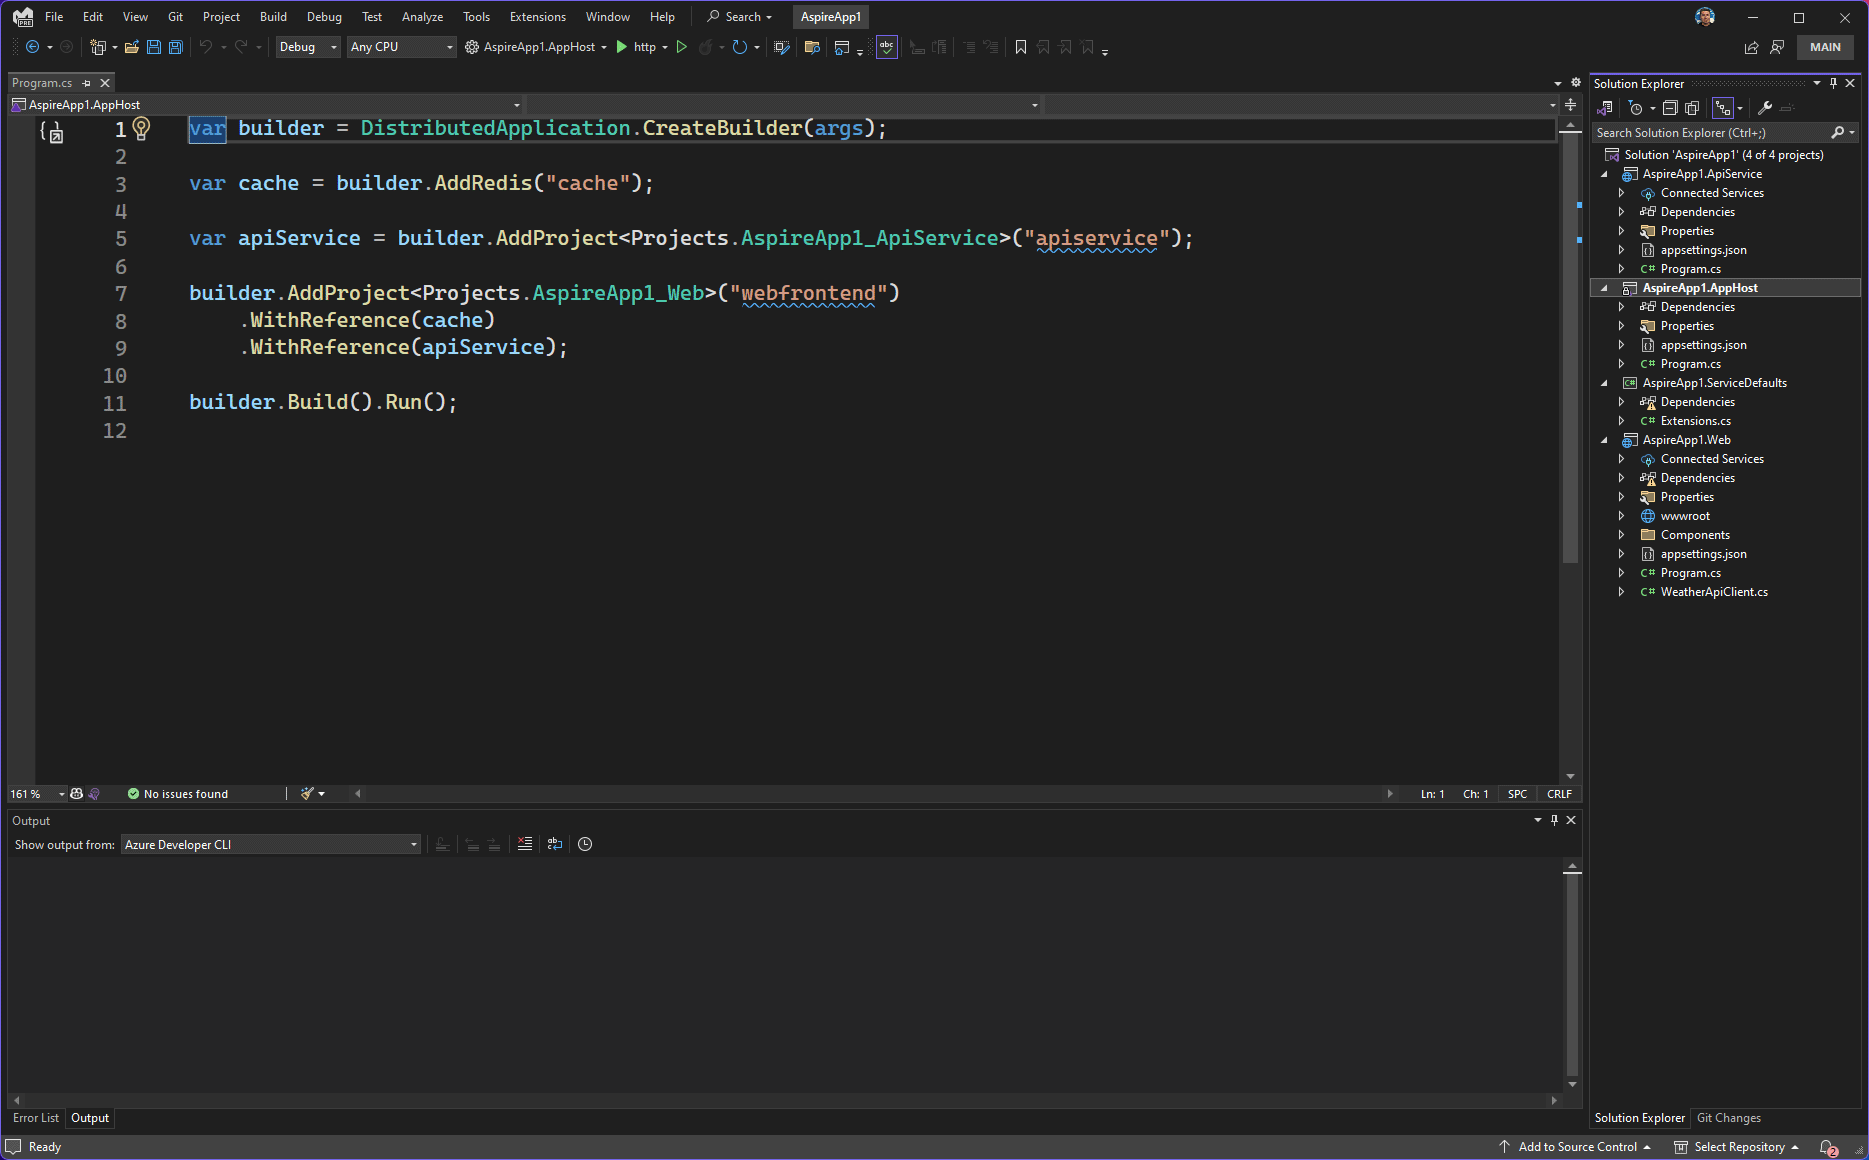 File Edit View Git Project Build Debug Test Analyze Tools Extensions Window Help Search AspireApp1
Debug Any CPU AspireApp1.AppHost http MAIN
Program.cs
AspireApp1.AppHost
1 var builder = DistributedApplication.CreateBuilder(args);
2
3 var cache = builder.AddRedis("cache");
4
5 var apiService = builder.AddProject<Projects.AspireApp1_ApiService>("apiservice");
6
7 builder.AddProject<Projects.AspireApp1_Web>("webfrontend")
8 .WithReference(cache)
9 .WithReference(apiService);
10
11 builder.Build().Run();
12
161 % No issues found Ln: 1 Ch: 1 SPC CRLF
Output
Show output from: Azure Developer CLI
Error List Output
Solution Explorer
Search Solution Explorer (Ctrl+;)
Solution 'AspireApp1' (4 of 4 projects)
AspireApp1.ApiService
Connected Services
Dependencies
Properties
appsettings.json
C# Program.cs
AspireApp1.AppHost
Dependencies
Properties
appsettings.json
C# Program.cs
C# AspireApp1.ServiceDefaults
Dependencies
C# Extensions.cs
AspireApp1.Web
Connected Services
Dependencies
Properties
wwwroot
Components
appsettings.json
C# Program.cs
C# WeatherApiClient.cs
Solution Explorer Git Changes
Ready Add to Source Control Select Repository 2